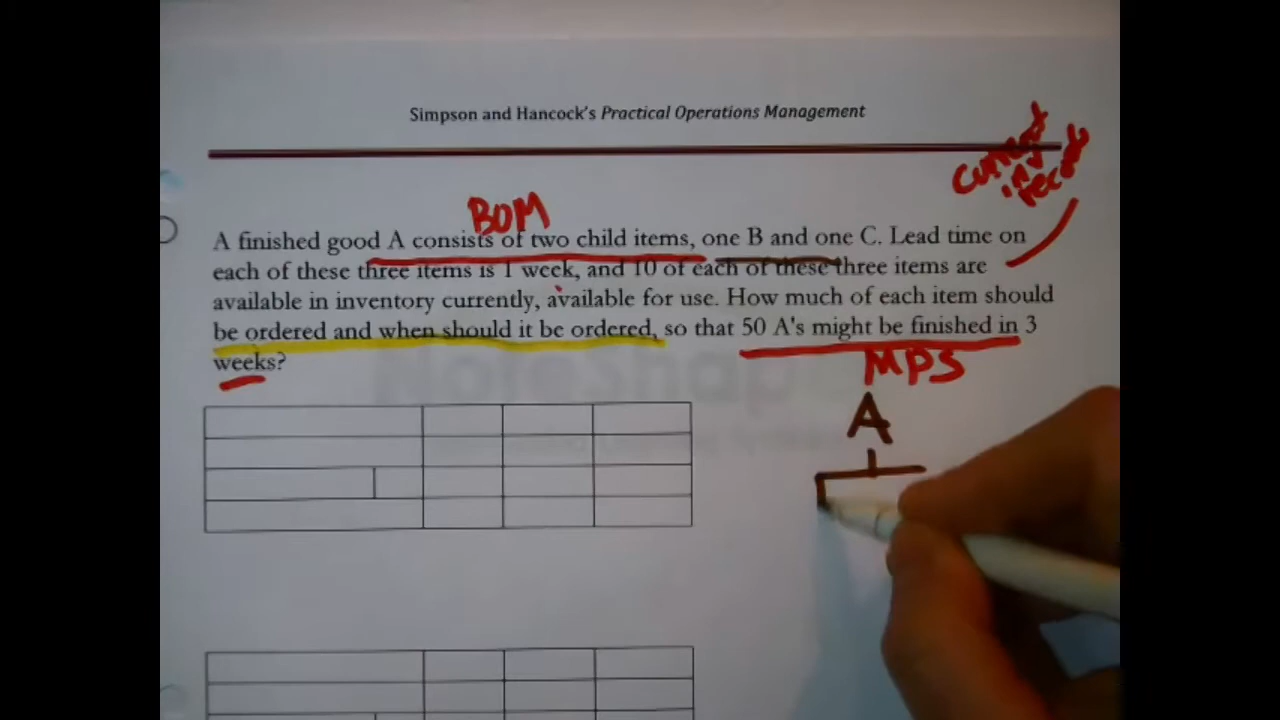 Simpson and Hancock's Practical Operations Management
current
inv
records
BOM
A finished good A consists of two child items, one B and one C. Lead time on
each of these three items is 1 week, and 10 of each of these three items are
available in inventory currently, available for use. How much of each item should
be ordered and when should it be ordered, so that 50 A's might be finished in 3
weeks?
MPS
A